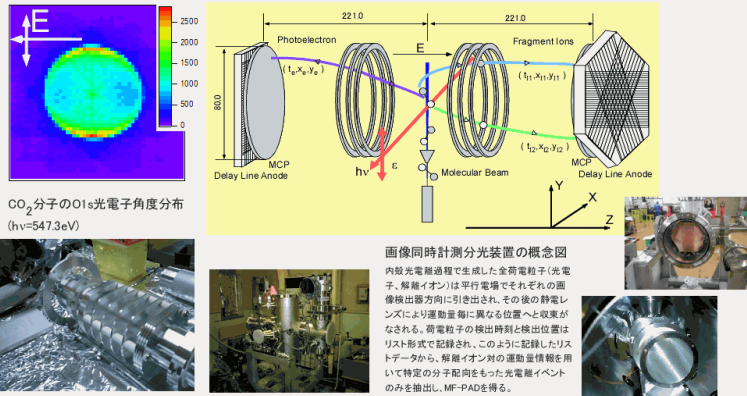 E
2500
2000
1500
1000
500
0
CO2分子のO1s光電子角度分布
(hν=547.3eV)
221.0
221.0
Photoelectron
E
Fragment Ions
(te,xe,ye)
(tI1,xI1,yI1)
80.0
(tI2,xI2,yI2)
MCP
Delay Line Anode
hν
ε
Molecular Beam
MCP
Delay Line Anode
Y
X
Z
画像同時計測分光装置の概念図
内殻光電離過程で生成した全荷電粒子(光電
子、解離イオン)は平行電場でそれぞれの画
像検出器方向に引き出され、その後の静電レ
ンズにより運動量毎に異なる位置へと収束が
なされる。荷電粒子の検出時刻と検出位置は
リスト形式で記録され、このように記録したリス
トデータから、解離イオン対の運動量情報を用
いて特定の分子配向をもった光電離イベント
のみを抽出し、MF-PADを得る。